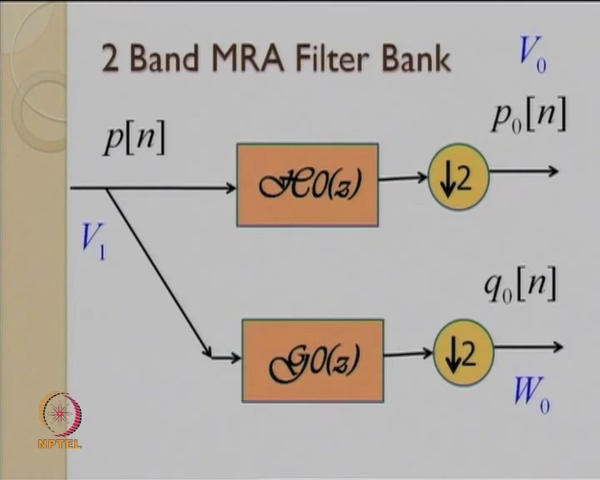 2 Band MRA Filter Bank
V₀
p[n]
p₀[n]
ℋ0(z)
↓2
V₁
q₀[n]
𝒢0(z)
↓2
W₀
NPTEL